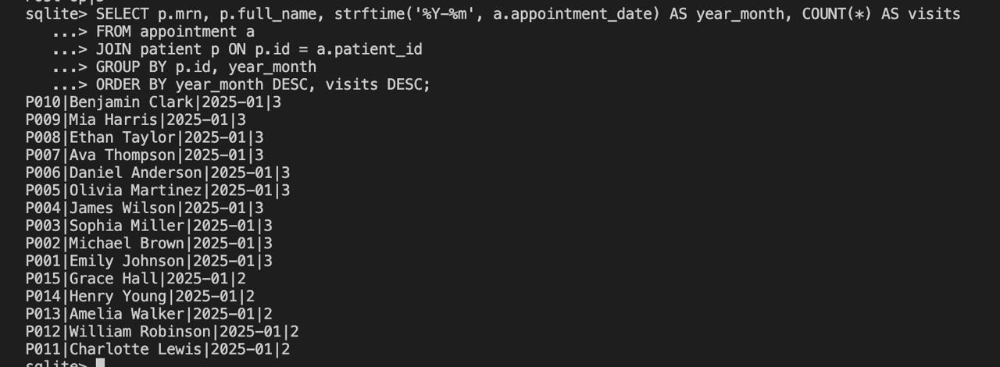 sqlite> SELECT p.mrn, p.full_name, strftime('%Y-%m', a.appointment_date) AS year_month, COUNT(*) AS visits
   ...> FROM appointment a
   ...> JOIN patient p ON p.id = a.patient_id
   ...> GROUP BY p.id, year_month
   ...> ORDER BY year_month DESC, visits DESC;
P010|Benjamin Clark|2025-01|3
P009|Mia Harris|2025-01|3
P008|Ethan Taylor|2025-01|3
P007|Ava Thompson|2025-01|3
P006|Daniel Anderson|2025-01|3
P005|Olivia Martinez|2025-01|3
P004|James Wilson|2025-01|3
P003|Sophia Miller|2025-01|3
P002|Michael Brown|2025-01|3
P001|Emily Johnson|2025-01|3
P015|Grace Hall|2025-01|2
P014|Henry Young|2025-01|2
P013|Amelia Walker|2025-01|2
P012|William Robinson|2025-01|2
P011|Charlotte Lewis|2025-01|2
sqlite>